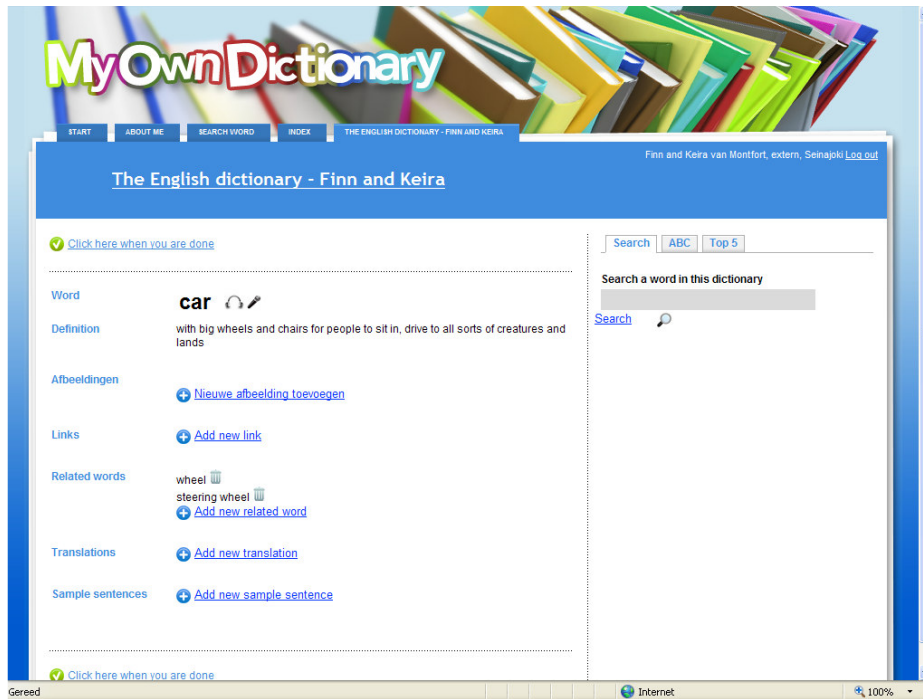 MyOwnDictionary
START ABOUT ME SEARCH WORD INDEX THE ENGLISH DICTIONARY - FINN AND KEIRA
Finn and Keira van Montfort, extern, Seinajoki Log out
The English dictionary - Finn and Keira
Click here when you are done
Search ABC Top 5
Search a word in this dictionary
Search
Word car
Definition with big wheels and chairs for people to sit in, drive to all sorts of creatures and
lands
Afbeeldingen
Nieuwe afbeelding toevoegen
Links Add new link
Related words wheel
steering wheel
Add new related word
Translations Add new translation
Sample sentences Add new sample sentence
Click here when you are done
Gereed Internet 100%